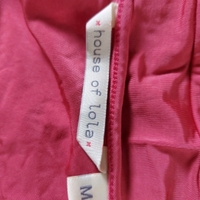 × house of lola ×
M